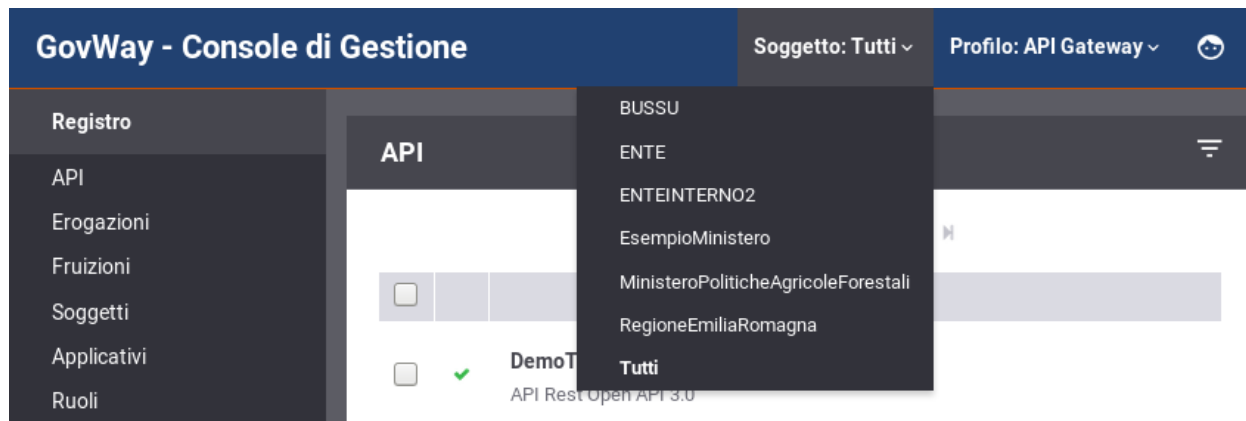 GovWay - Console di Gestione
Soggetto: Tutti
Profilo: API Gateway
Registro
API
Erogazioni
Fruizioni
Soggetti
Applicativi
Ruoli
API
BUSSU
ENTE
ENTEINTERNO2
EsempioMinistero
MinisteroPoliticheAgricoleForestali
RegioneEmiliaRomagna
Tutti
DemoT
API Rest Open API 3.0